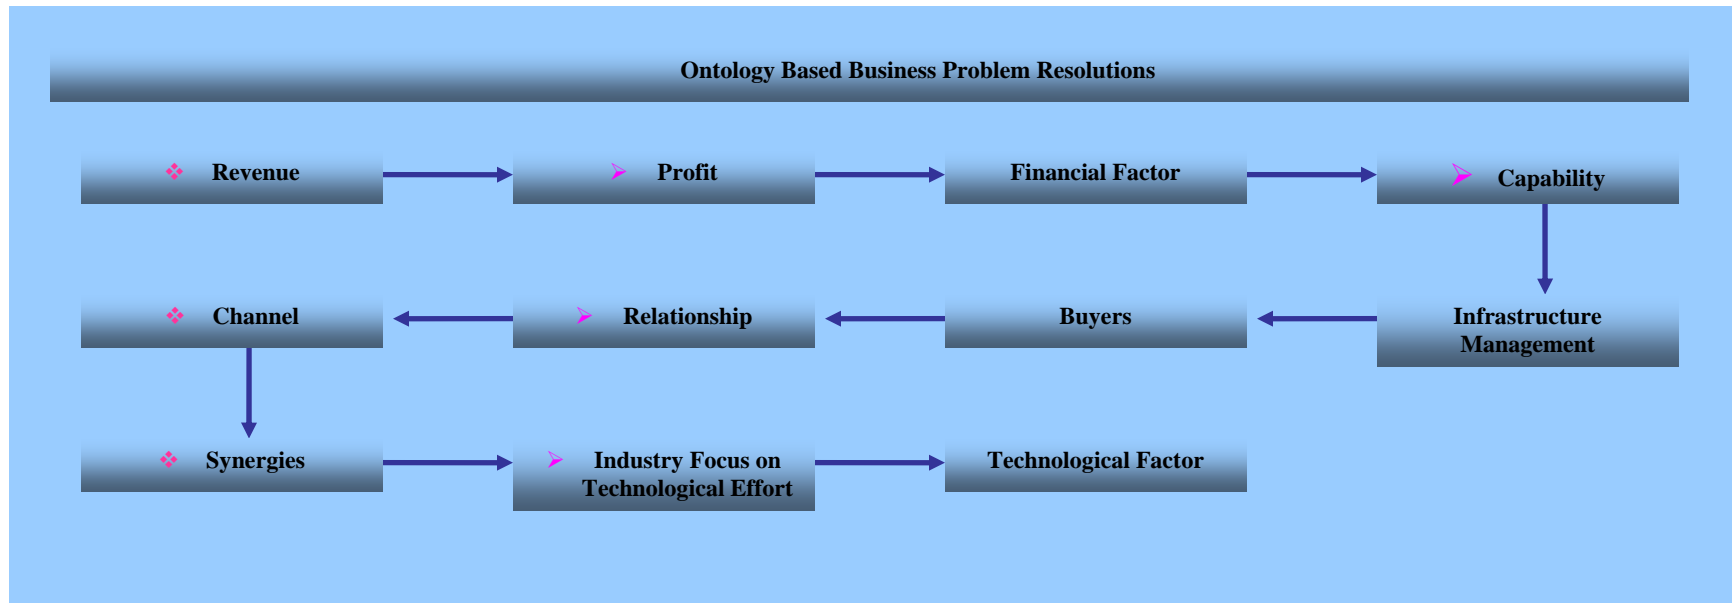 Ontology Based Business Problem Resolutions
❖ Revenue
➢ Profit
Financial Factor
➢ Capability
❖ Channel
➢ Relationship
Buyers
Infrastructure
Management
❖ Synergies
➢ Industry Focus on
Technological Effort
Technological Factor